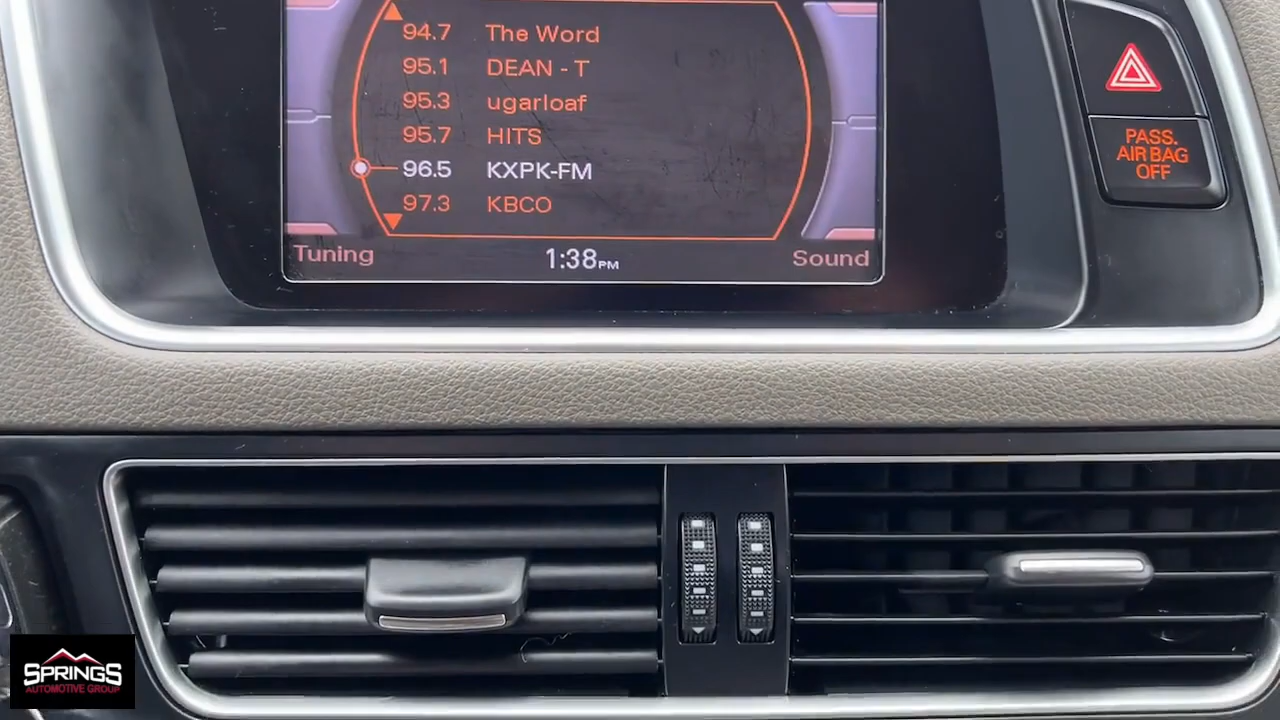 94.7 The Word
95.1 DEAN - T
95.3 ugarloaf
95.7 HITS
96.5 KXPK-FM
97.3 KBCO
Tuning 1:38PM Sound
PASS.
AIR BAG
OFF
SPRINGS
AUTOMOTIVE GROUP